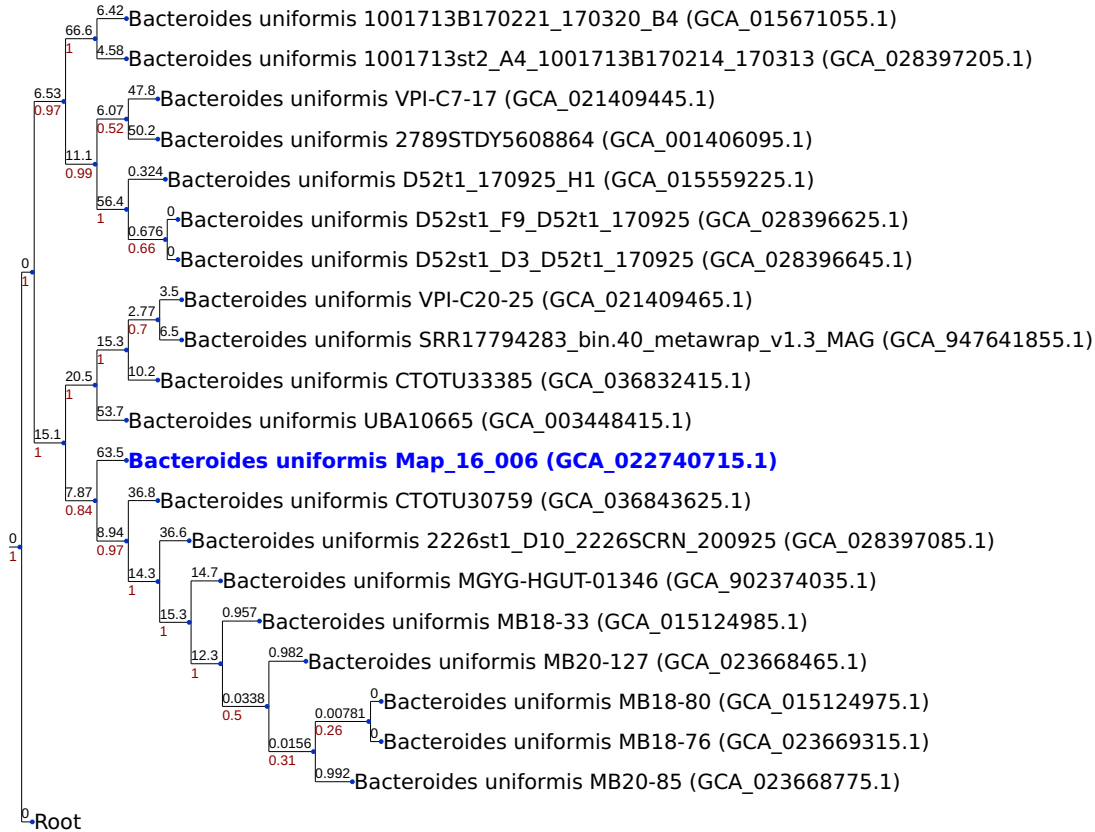 6.42 Bacteroides uniformis 1001713B170221_170320_B4 (GCA_015671055.1)
66.6
1
4.58 Bacteroides uniformis 1001713st2_A4_1001713B170214_170313 (GCA_028397205.1)
6.53
0.97
47.8 Bacteroides uniformis VPI-C7-17 (GCA_021409445.1)
6.07
0.52
50.2 Bacteroides uniformis 2789STDY5608864 (GCA_001406095.1)
11.1
0.99
0.324 Bacteroides uniformis D52t1_170925_H1 (GCA_015559225.1)
56.4
1
0 Bacteroides uniformis D52st1_F9_D52t1_170925 (GCA_028396625.1)
0.676
0.66
0 Bacteroides uniformis D52st1_D3_D52t1_170925 (GCA_028396645.1)
0
1
3.5 Bacteroides uniformis VPI-C20-25 (GCA_021409465.1)
2.77
0.7
6.5 Bacteroides uniformis SRR17794283_bin.40_metawrap_v1.3_MAG (GCA_947641855.1)
15.3
1
10.2 Bacteroides uniformis CTOTU33385 (GCA_036832415.1)
20.5
1
53.7 Bacteroides uniformis UBA10665 (GCA_003448415.1)
15.1
1
63.5 Bacteroides uniformis Map_16_006 (GCA_022740715.1)
7.87
0.84
36.8 Bacteroides uniformis CTOTU30759 (GCA_036843625.1)
8.94
0.97
36.6 Bacteroides uniformis 2226st1_D10_2226SCRN_200925 (GCA_028397085.1)
0
1
14.3
1
14.7 Bacteroides uniformis MGYG-HGUT-01346 (GCA_902374035.1)
15.3
1
0.957 Bacteroides uniformis MB18-33 (GCA_015124985.1)
12.3
1
0.982 Bacteroides uniformis MB20-127 (GCA_023668465.1)
0.0338
0.5
0 Bacteroides uniformis MB18-80 (GCA_015124975.1)
0.00781
0.26
0 Bacteroides uniformis MB18-76 (GCA_023669315.1)
0.0156
0.31
0.992 Bacteroides uniformis MB20-85 (GCA_023668775.1)
0 Root